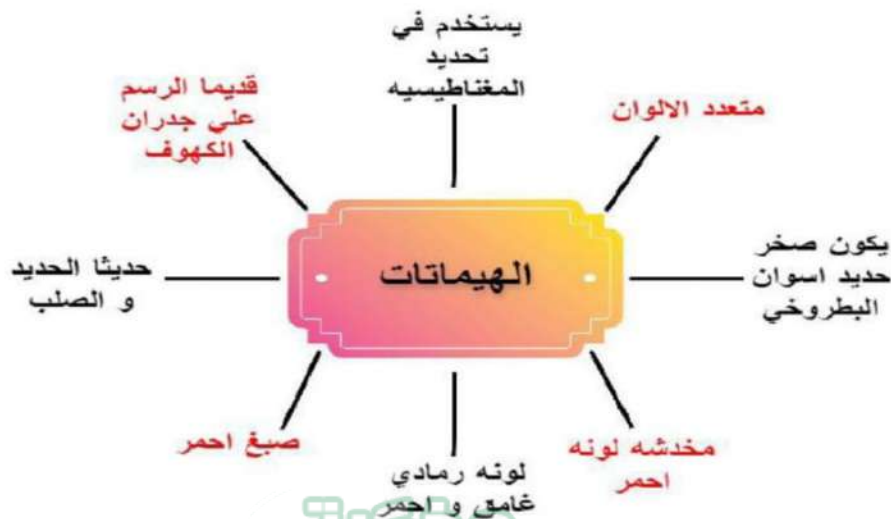 يستخدم في
تحديد
المغناطيسيه
متعدد الالوان
قديما الرسم
علي جدران
الكهوف
يكون صخر
حديد اسوان
البطروخي
الهيماتات
حديثا الحديد
و الصلب
مخدشه لونه
احمر
لونه رمادي
غامق و احمر
صبغ احمر